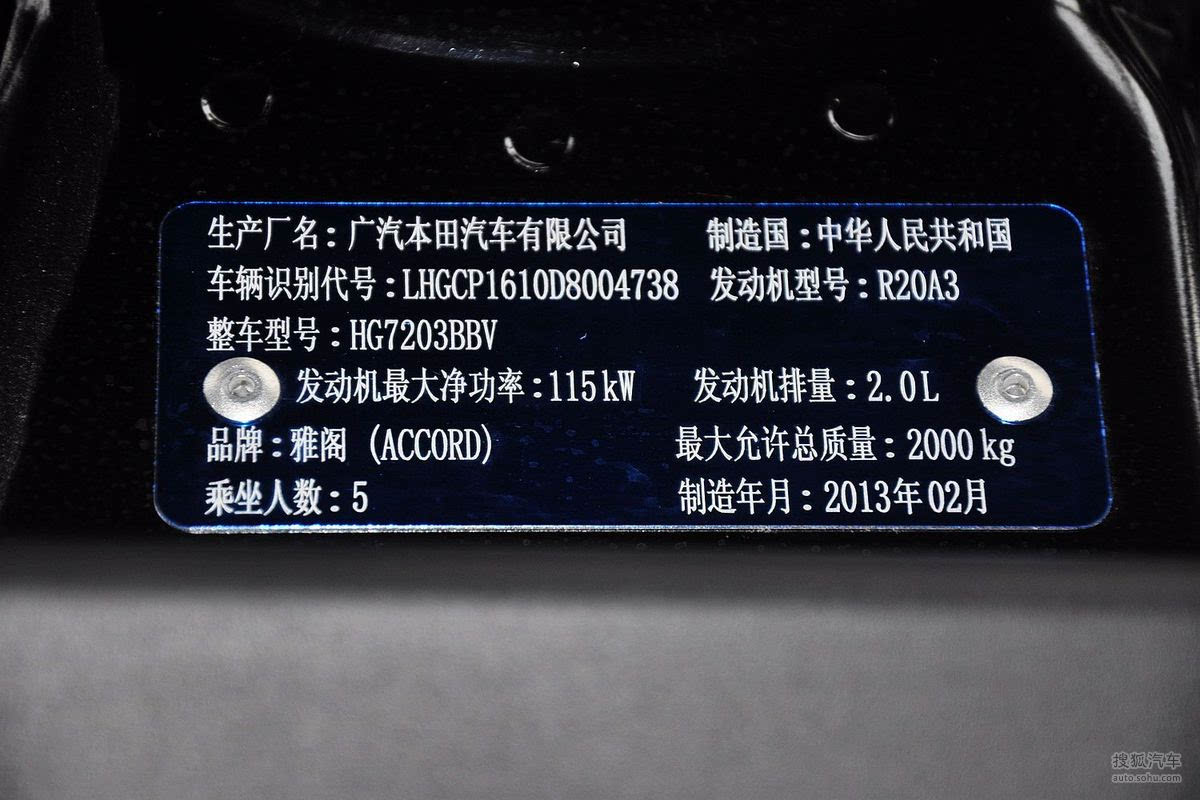 生产厂名：广汽本田汽车有限公司 制造国：中华人民共和国
车辆识别代号：LHGCP1610D8004738 发动机型号：R20A3
整车型号：HG7203BBV
发动机最大净功率：115kW 发动机排量：2.0L
品牌：雅阁（ACCORD） 最大允许总质量：2000kg
乘坐人数：5 制造年月：2013年02月
搜狐汽车
auto.sohu.com